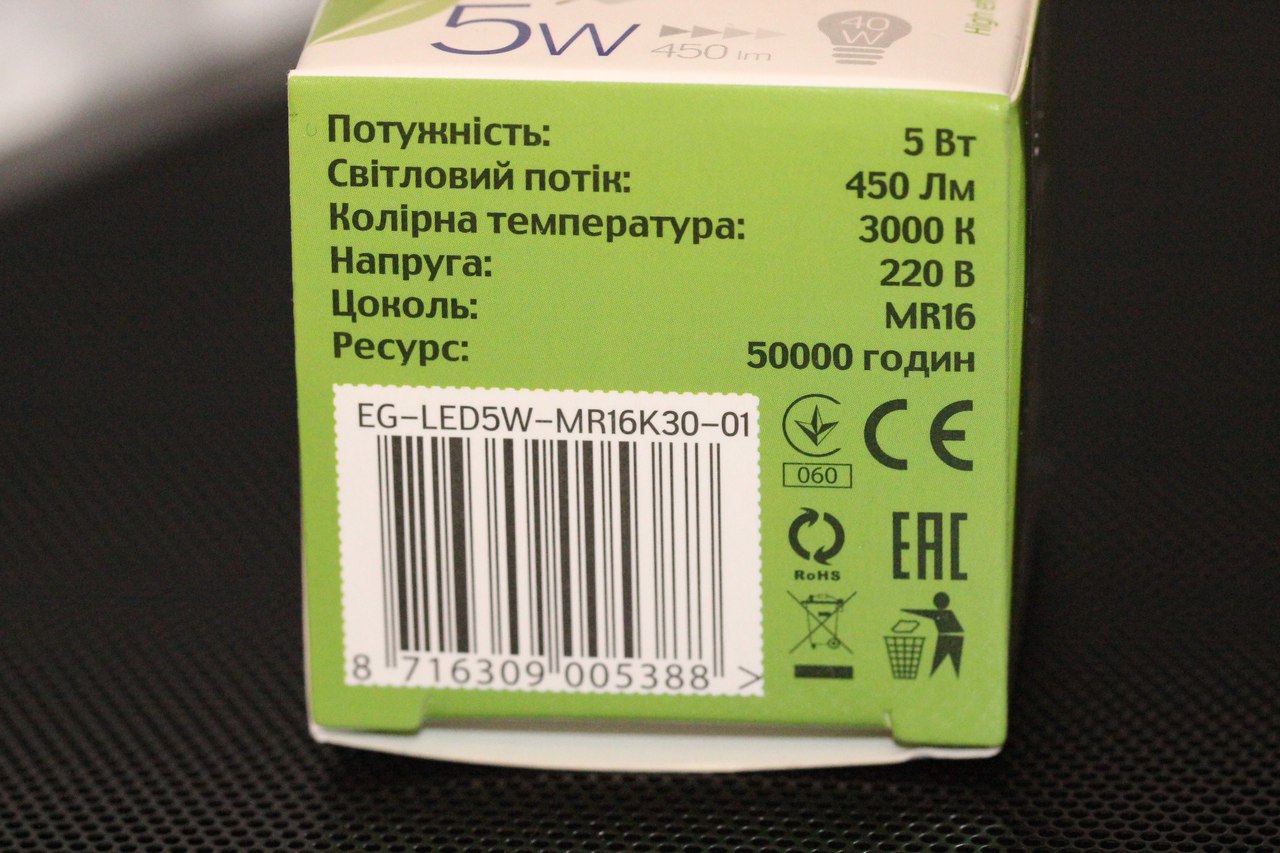 5W
450 lm
40
W
Потужність: 5 Вт
Світловий потік: 450 Лм
Колірна температура: 3000 К
Напруга: 220 В
Цоколь: MR16
Ресурс: 50000 годин
EG-LED5W-MR16K30-01
8 716309 005388 >
060
CE
RoHS
EAC